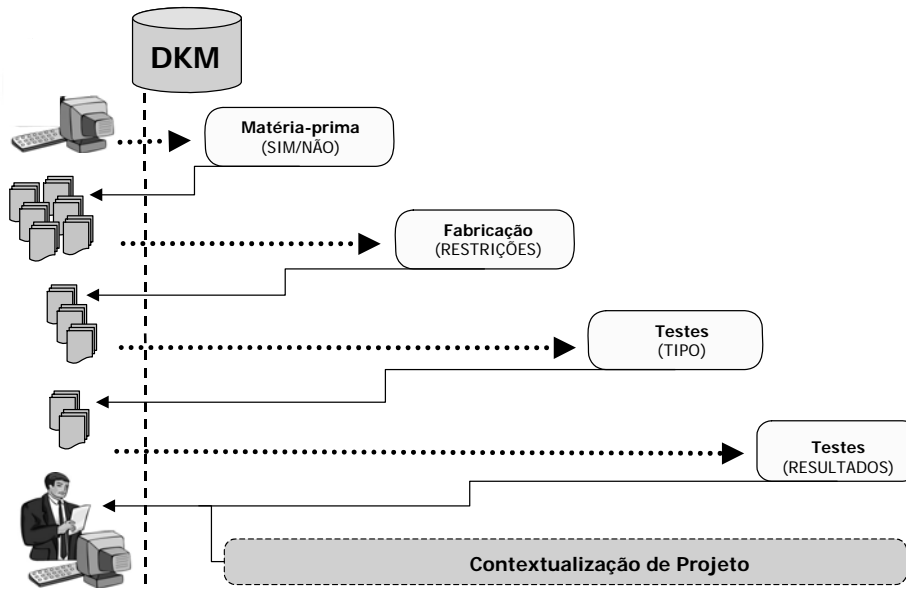 DKM
Matéria-prima
(SIM/NÃO)
Fabricação
(RESTRIÇÕES)
Testes
(TIPO)
Testes
(RESULTADOS)
Contextualização de Projeto